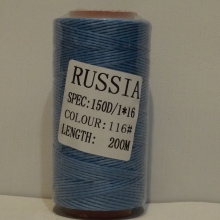 RUSSIA
SPEC:150D/1*16
COLOUR:116#
LENGTH: 200M